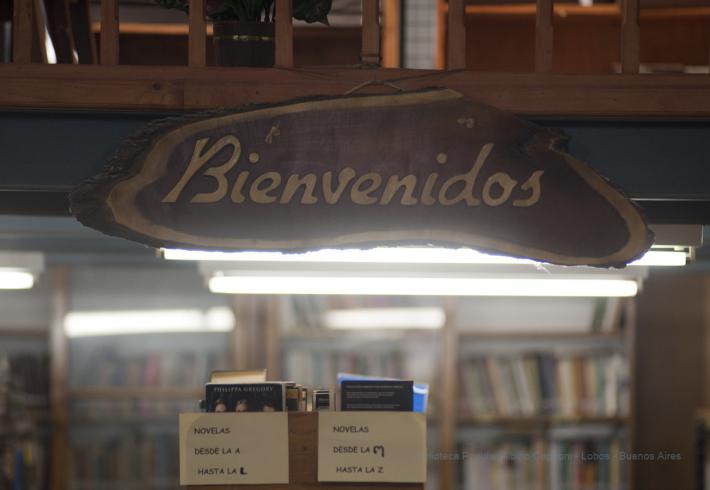 Bienvenidos
PHILIPPA GREGORY
NOVELAS
DESDE LA A
HASTA LA L
NOVELAS
DESDE LA M
HASTA LA Z
Lobos - Buenos Aires